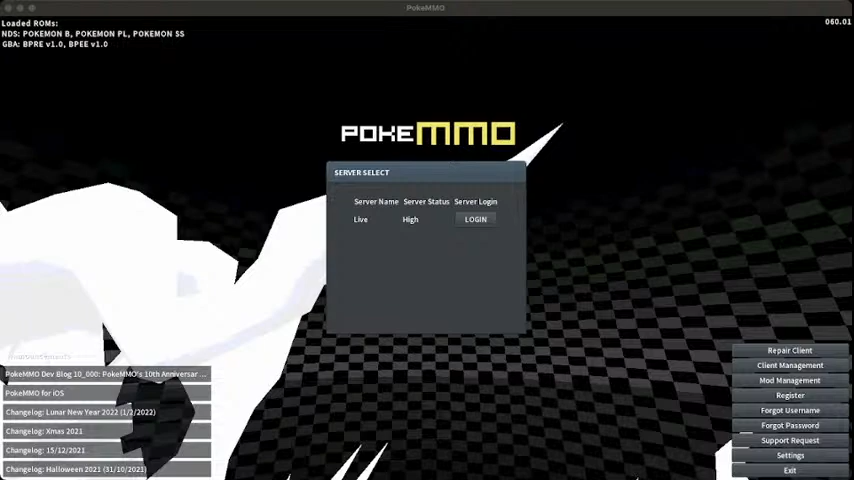 PokeMMO
Loaded ROMs:
NDS: POKEMON B, POKEMON PL, POKEMON SS
GBA: BPRE v1.0, BPEE v1.0
060.01
POKEMMO
SERVER SELECT
Server Name Server Status Server Login
Live High LOGIN
PokeMMO Dev Blog 10_000: PokeMMO's 10th Anniversar ...
PokeMMO for iOS
Changelog: Lunar New Year 2022 (1/2/2022)
Changelog: Xmas 2021
Changelog: 15/12/2021
Changelog: Halloween 2021 (31/10/2021)
Repair Client
Client Management
Mod Management
Register
Forgot Username
Forgot Password
Support Request
Settings
Exit